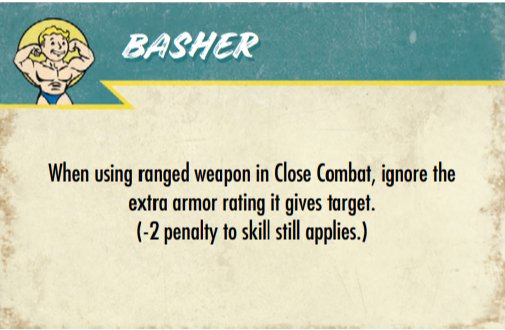 BASHER
When using ranged weapon in Close Combat, ignore the
extra armor rating it gives target.
(-2 penalty to skill still applies.)